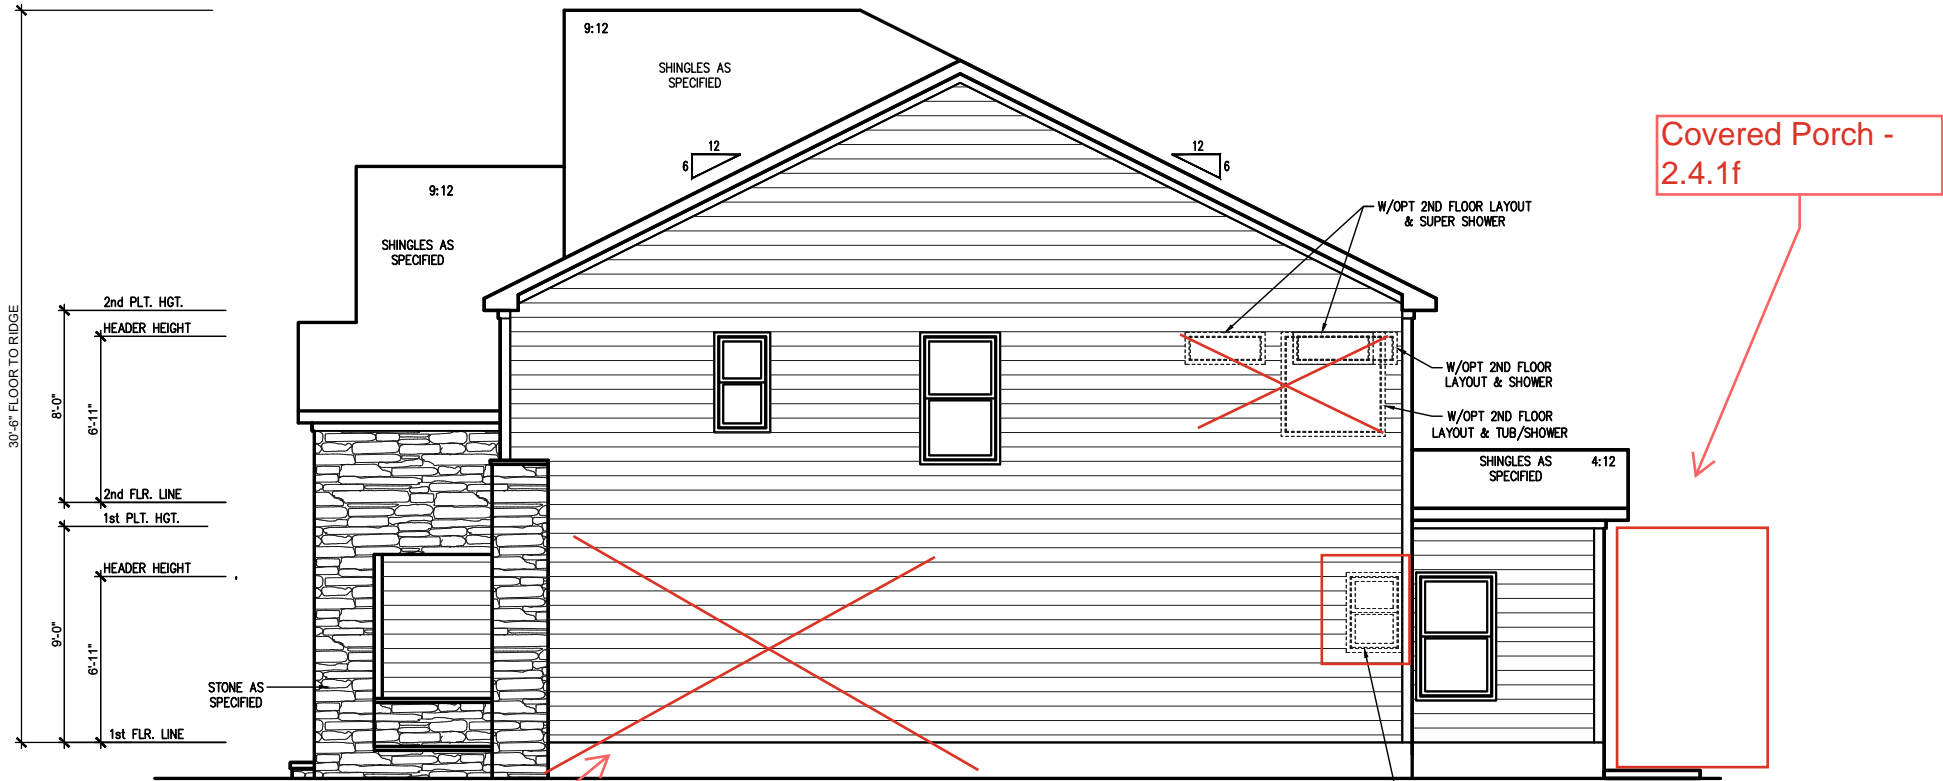 9:12
SHINGLES AS
SPECIFIED
12
6
12
6
Covered Porch -
2.4.1f
9:12
SHINGLES AS
SPECIFIED
W/OPT 2ND FLOOR LAYOUT
& SUPER SHOWER
30'-6" FLOOR TO RIDGE
2nd PLT. HGT.
HEADER HEIGHT
8'-0"
6'-11"
2nd FLR. LINE
W/OPT 2ND FLOOR
LAYOUT & SHOWER
W/OPT 2ND FLOOR
LAYOUT & TUB/SHOWER
SHINGLES AS
SPECIFIED
4:12
1st PLT. HGT.
HEADER HEIGHT
9'-0"
6'-11"
STONE AS
SPECIFIED
1st FLR. LINE